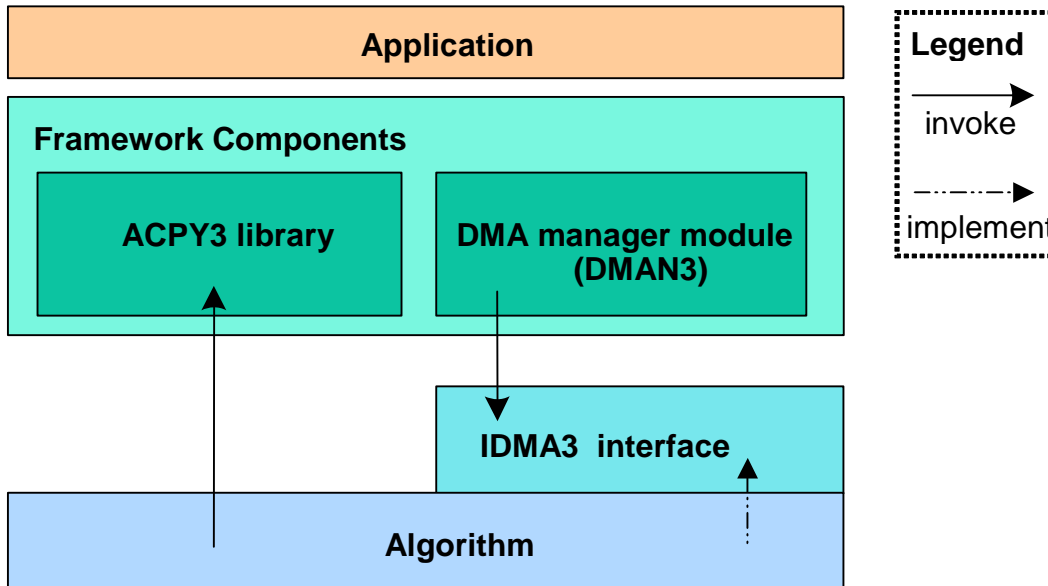 Application
Legend
invoke
implement
Framework Components
ACPY3 library
DMA manager module
(DMAN3)
IDMA3 interface
Algorithm